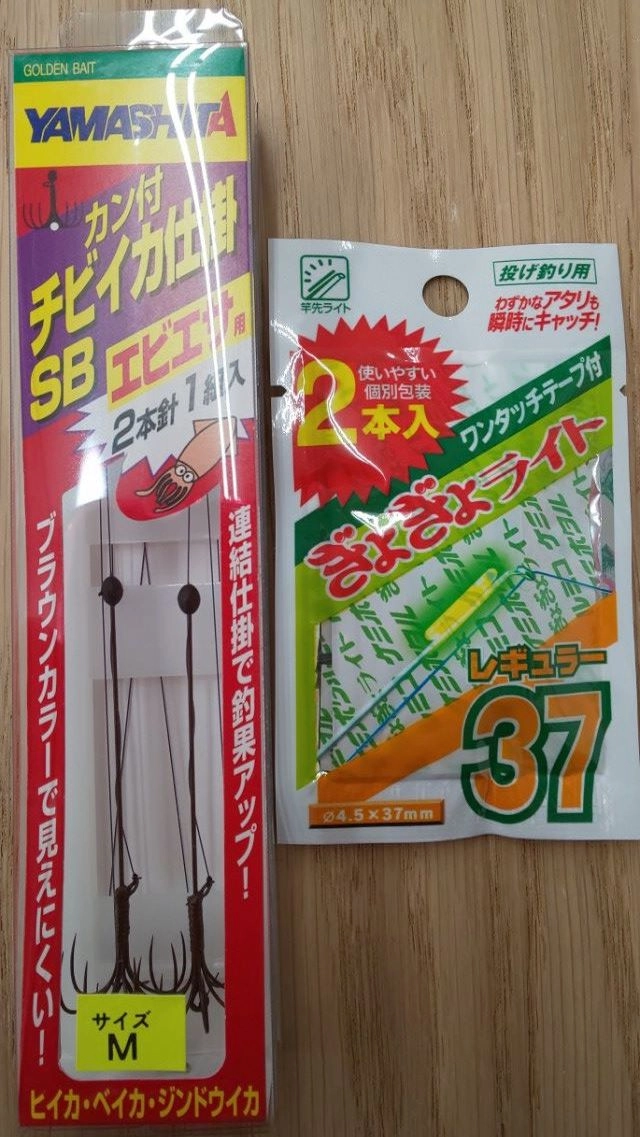 GOLDEN BAIT
YAMASHITA
カン付
チビイカ仕掛
SB
エビエサ用
2本針1組入
連結仕掛で釣果アップ!
ブラウンカラーで見えにくい!
サイズ
M
ヒイカ・ベイカ・ジンドウイカ
竿先ライト
投げ釣り用
わずかなアタリも
瞬時にキャッチ!
使いやすい
個別包装
2本入
ワンタッチテープ付
ぎょぎょライト
レギュラー
37
ø4.5×37mm